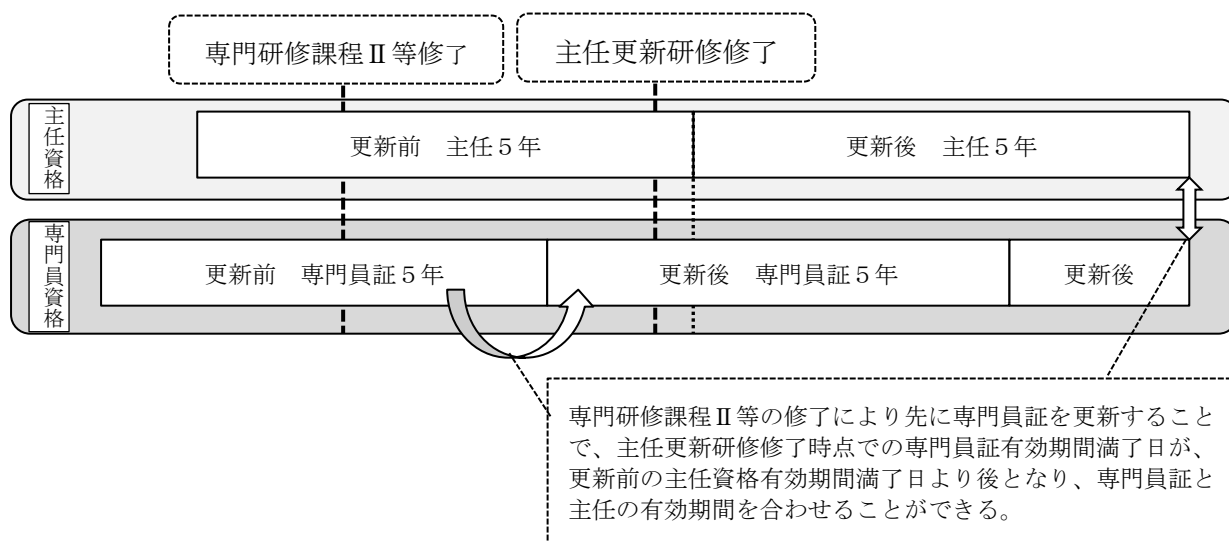 専門研修課程Ⅱ等修了
主任更新研修修了
主任資格
更新前　主任５年
更新後　主任５年
専門員資格
更新前　専門員証５年
更新後　専門員証５年
更新後
専門研修課程Ⅱ等の修了により先に専門員証を更新すること
で、主任更新研修修了時点での専門員証有効期間満了日が、
更新前の主任資格有効期間満了日より後となり、専門員証と
主任の有効期間を合わせることができる。